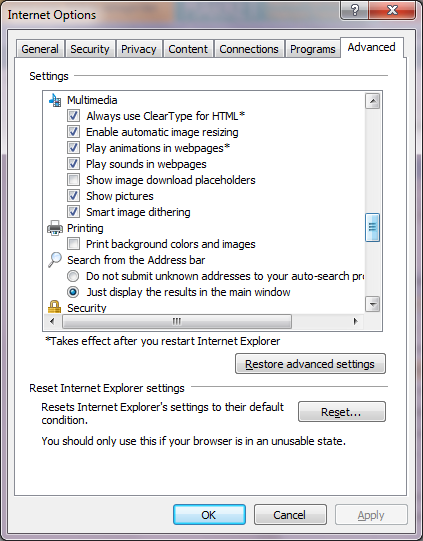 Internet Options
General Security Privacy Content Connections Programs Advanced
Settings
Multimedia
Always use ClearType for HTML*
Enable automatic image resizing
Play animations in webpages*
Play sounds in webpages
Show image download placeholders
Show pictures
Smart image dithering
Printing
Print background colors and images
Search from the Address bar
Do not submit unknown addresses to your auto-search pr
Just display the results in the main window
Security
*Takes effect after you restart Internet Explorer
Restore advanced settings
Reset Internet Explorer settings
Resets Internet Explorer's settings to their default
condition.
Reset...
You should only use this if your browser is in an unusable state.
OK Cancel Apply